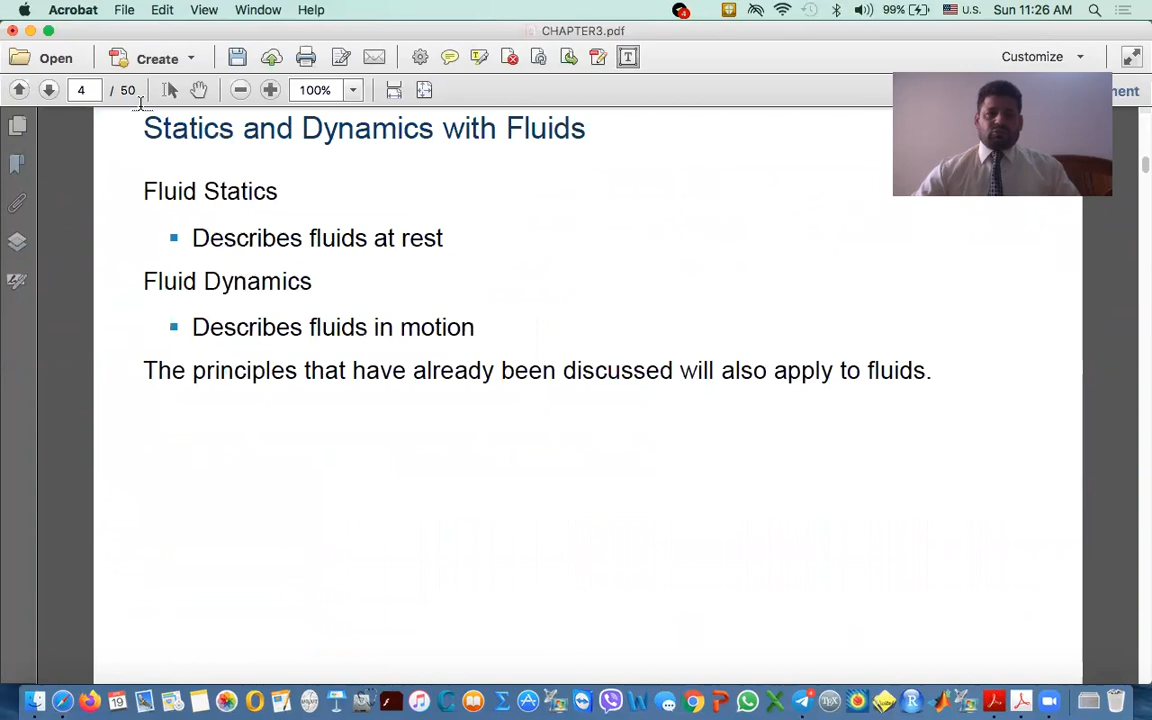 Acrobat File Edit View Window Help 4 99% U.S. Sun 11:26 AM
CHAPTER3.pdf
Open Create Customize
4 / 50 100% ment
Statics and Dynamics with Fluids
Fluid Statics
▪ Describes fluids at rest
Fluid Dynamics
▪ Describes fluids in motion
The principles that have already been discussed will also apply to fluids.
19